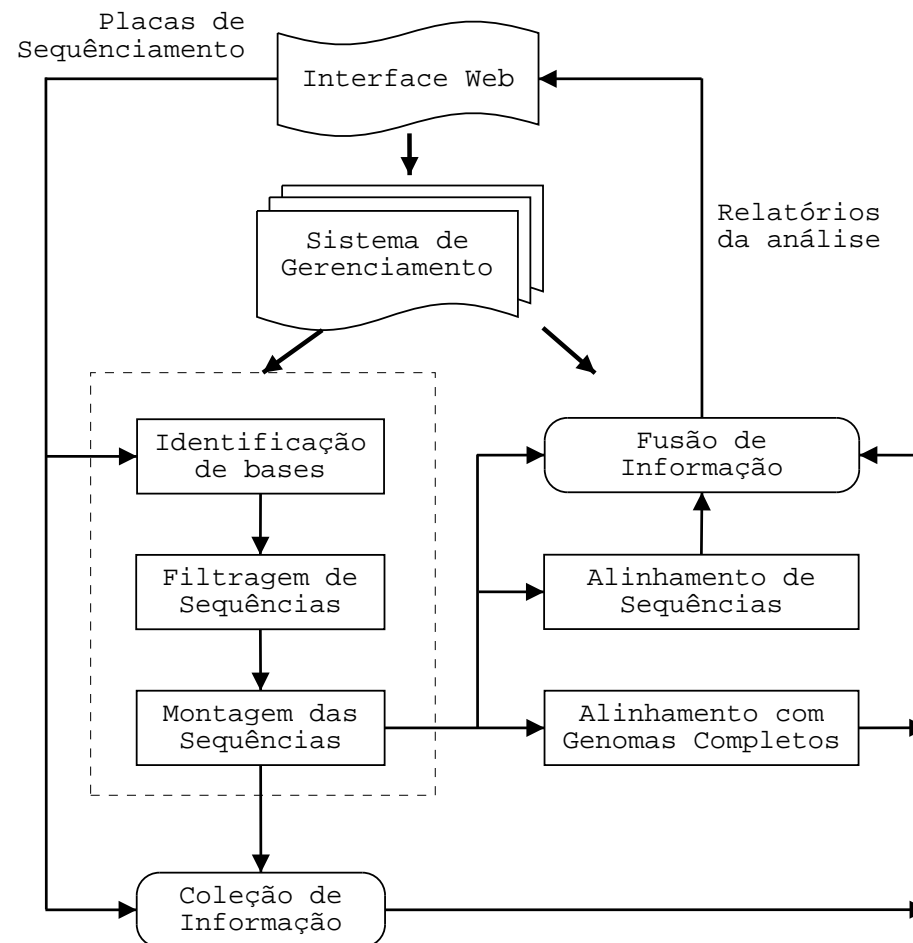 Placas de
Sequênciamento
Interface Web
Sistema de
Gerenciamento
Relatórios
da análise
Identificação
de bases
Fusão de
Informação
Filtragem de
Sequências
Alinhamento de
Sequências
Montagem das
Sequências
Alinhamento com
Genomas Completos
Coleção de
Informação